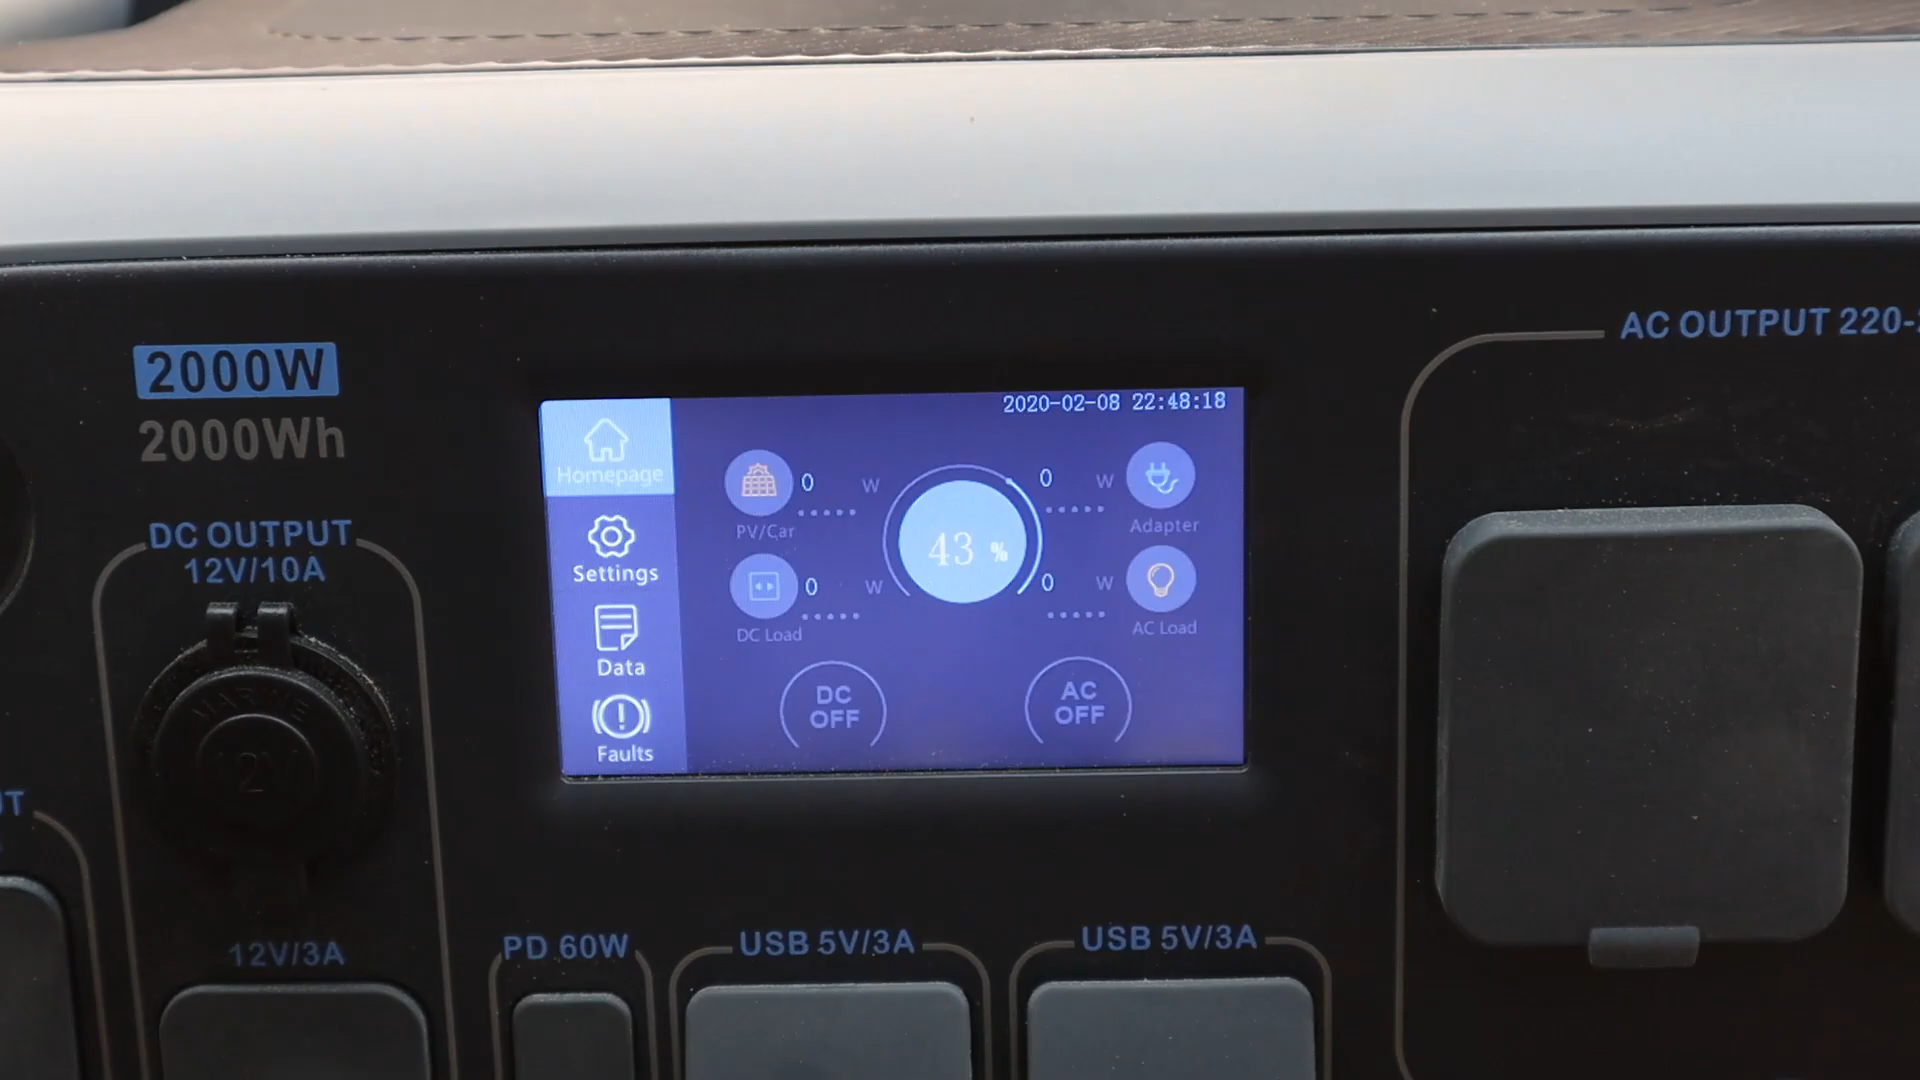 2000W
2000Wh
DC OUTPUT
12V/10A
12V/3A
PD 60W
USB 5V/3A
USB 5V/3A
AC OUTPUT 220-
2020-02-08 22:48:18
Homepage
Settings
Data
Faults
0 W
PV/Car
0 W
DC Load
43 %
0 W
Adapter
0 W
AC Load
DC
OFF
AC
OFF
12V